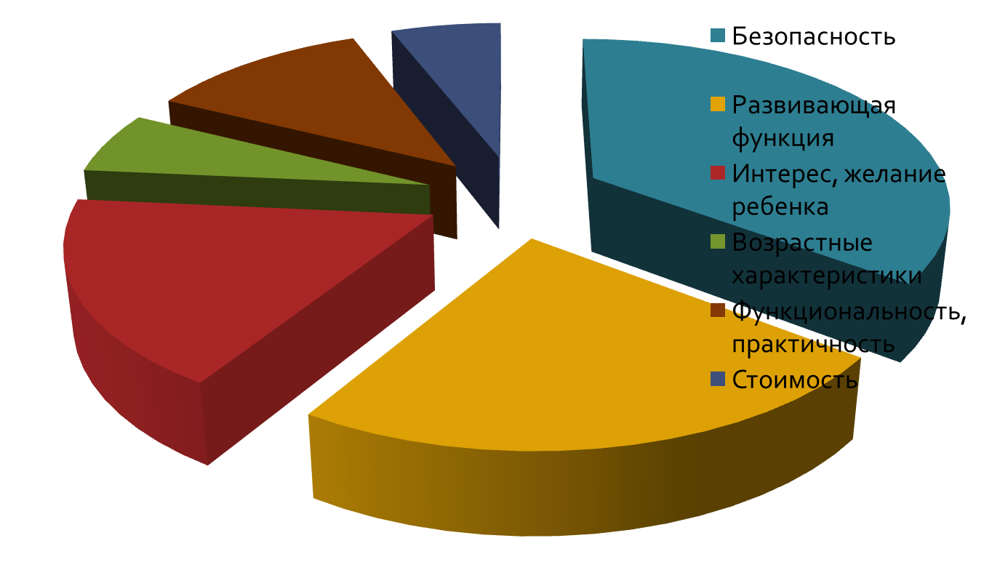 Безопасность
Развивающая
функция
Интерес, желание
ребенка
Возрастные
характеристики
Функциональность,
практичность
Стоимость